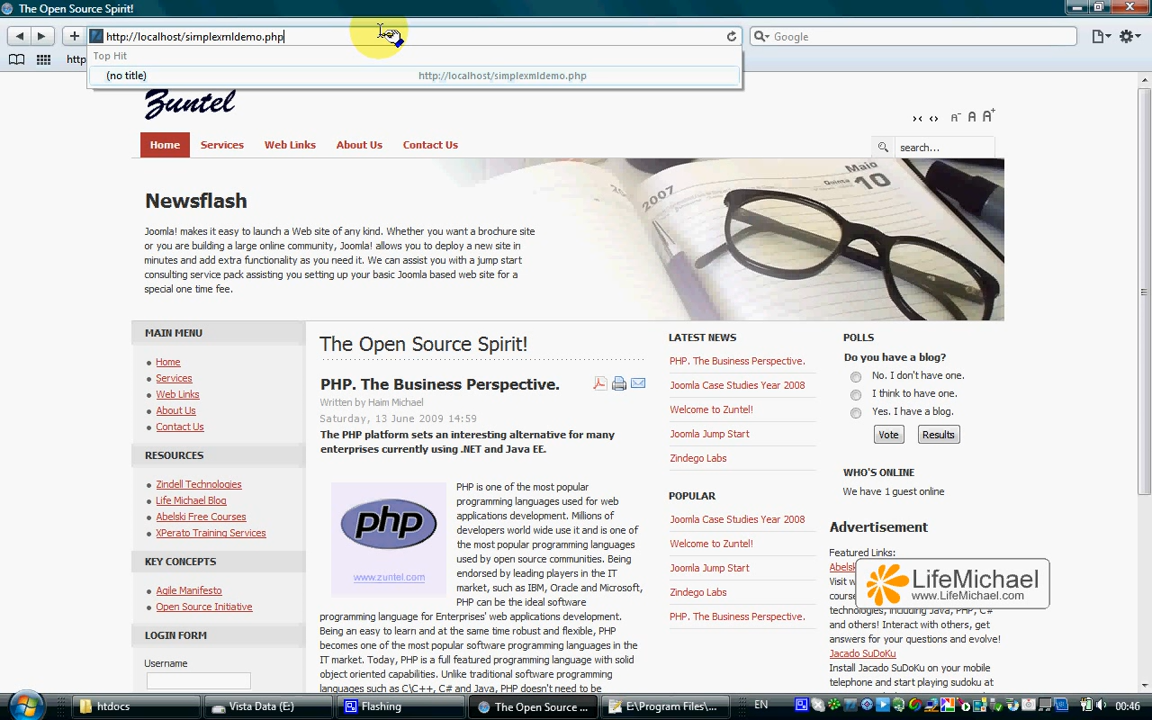 The Open Source Spirit!
http://localhost/simplexmldemo.php
Google
Top Hit
(no title) http://localhost/simplexmldemo.php
http
Zuntel
Home Services Web Links About Us Contact Us
A- A A+
search...
Newsflash
Joomla! makes it easy to launch a Web site of any kind. Whether you want a brochure site
or you are building a large online community, Joomla! allows you to deploy a new site in
minutes and add extra functionality as you need it. We can assist you with a jump start
consulting service pack assisting you setting up your basic Joomla based web site for a
special one time fee.
2007
Maio
10
MAIN MENU
Home
Services
Web Links
About Us
Contact Us
RESOURCES
Zindell Technologies
Life Michael Blog
Abelski Free Courses
XPerato Training Services
KEY CONCEPTS
Agile Manifesto
Open Source Initiative
LOGIN FORM
Username
The Open Source Spirit!
PHP. The Business Perspective.
Written by Haim Michael
Saturday, 13 June 2009 14:59
The PHP platform sets an interesting alternative for many
enterprises currently using .NET and Java EE.
php
www.zuntel.com
PHP is one of the most popular
programming languages used for web
applications development. Millions of
developers world wide use it and is one of
the most popular programming languages
used by open source communities. Being
endorsed by leading players in the IT
market, such as IBM, Oracle and Microsoft,
PHP can be the ideal software
programming language for Enterprises' web applications development.
Being an easy to learn and at the same time robust and flexible, PHP
becomes one of the most popular software programming languages in the
IT market. Today, PHP is a full featured programming language with solid
object oriented capabilities. Unlike traditional software programming
languages such as C\C++, C# and Java, PHP doesn't need to be
LATEST NEWS
PHP. The Business Perspective.
Joomla Case Studies Year 2008
Welcome to Zuntel!
Joomla Jump Start
Zindego Labs
POPULAR
Joomla Case Studies Year 2008
Welcome to Zuntel!
Joomla Jump Start
Zindego Labs
PHP. The Business Perspective.
POLLS
Do you have a blog?
No. I don't have one.
I think to have one.
Yes. I have a blog.
Vote Results
WHO'S ONLINE
We have 1 guest online
Advertisement
Featured Links:
Abels
Visit w
course
LifeMichael
www.LifeMichael.com
technologies, including Java, PHP, C#
and others! Interact with others, get
answers for your questions and evolve!
Jacado SuDoKu
Install Jacado SuDoKu on your mobile
telephone and start playing sudoku at
htdocs Vista Data (E:) Flashing The Open Source ... E:\Program Files\... EN 00:46